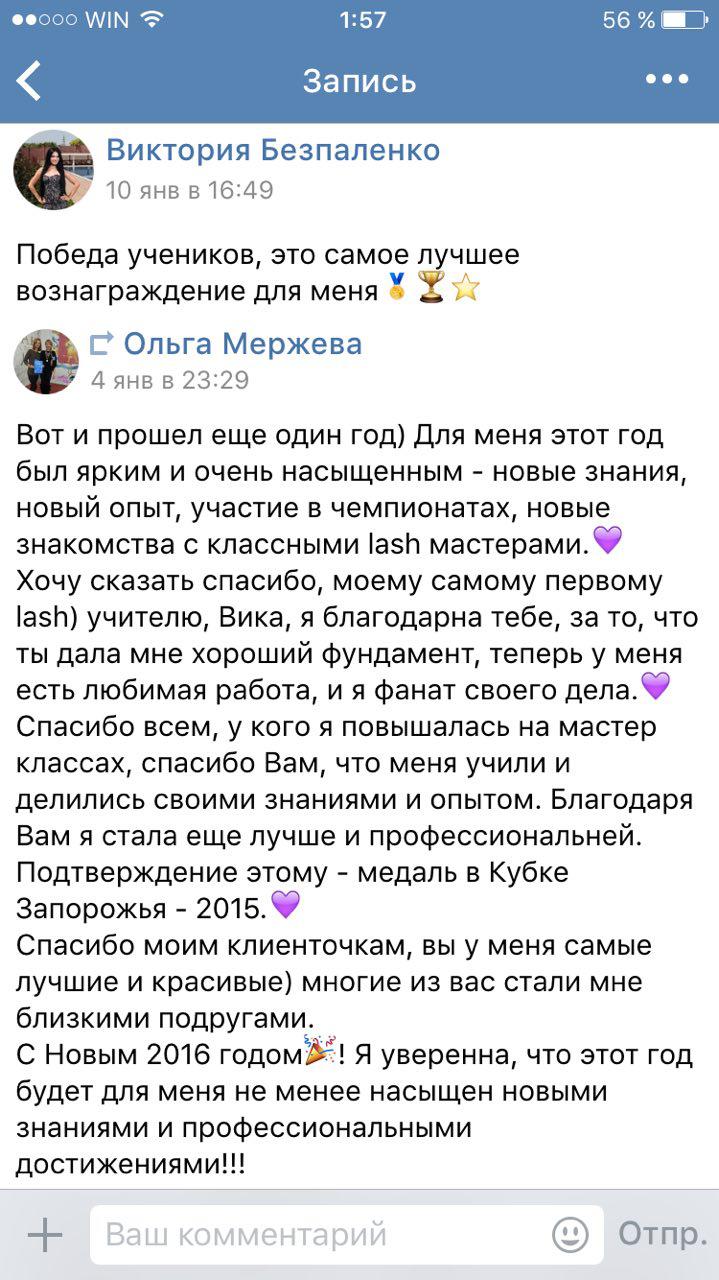 WIN 1:57 56 %
Запись
Виктория Безпаленко
10 янв в 16:49
Победа учеников, это самое лучшее
вознаграждение для меня🏅🏆⭐
Ольга Мержева
4 янв в 23:29
Вот и прошел еще один год) Для меня этот год
был ярким и очень насыщенным - новые знания,
новый опыт, участие в чемпионатах, новые
знакомства с классными lash мастерами.💜
Хочу сказать спасибо, моему самому первому
lash) учителю, Вика, я благодарна тебе, за то, что
ты дала мне хороший фундамент, теперь у меня
есть любимая работа, и я фанат своего дела.💜
Спасибо всем, у кого я повышалась на мастер
классах, спасибо Вам, что меня учили и
делились своими знаниями и опытом. Благодаря
Вам я стала еще лучше и профессиональней.
Подтверждение этому - медаль в Кубке
Запорожья - 2015.💜
Спасибо моим клиенточкам, вы у меня самые
лучшие и красивые) многие из вас стали мне
близкими подругами.
С Новым 2016 годом🎉! Я уверенна, что этот год
будет для меня не менее насыщен новыми
знаниями и профессиональными
достижениями!!!
Ваш комментарий Отпр.